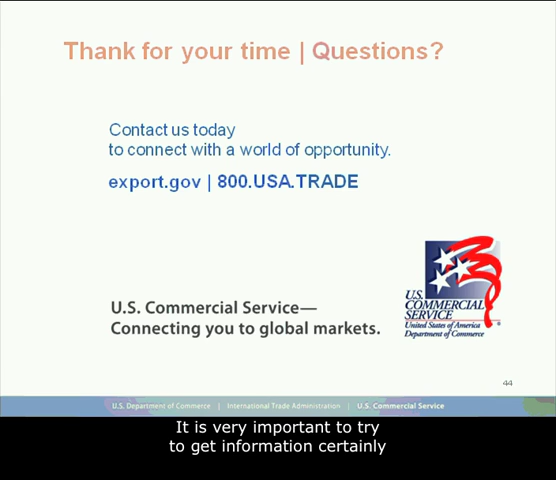 Thank for your time | Questions?
Contact us today
to connect with a world of opportunity.
export.gov | 800.USA.TRADE
U.S.
COMMERCIAL
SERVICE
United States of America
Department of Commerce
U.S. Commercial Service—
Connecting you to global markets.
44
U.S. Department of Commerce | International Trade Administration | U.S. Commercial Service
It is very important to try
to get information certainly